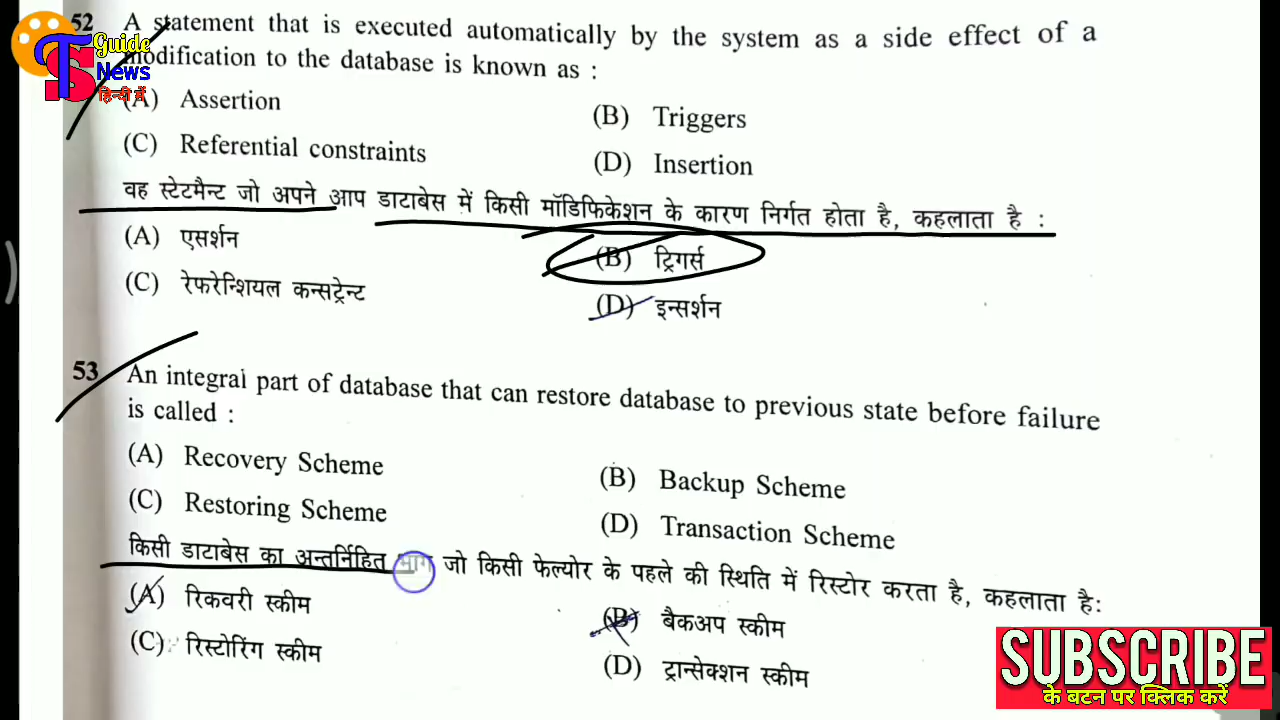 52 A statement that is executed automatically by the system as a side effect of a
modification to the database is known as :
(A) Assertion
(B) Triggers
(C) Referential constraints
(D) Insertion
वह स्टेटमैन्ट जो अपने आप डाटाबेस में किसी मॉडिफिकेशन के कारण निर्गत होता है, कहलाता है :
(A) एसर्शन
(B) ट्रिगर्स
(C) रेफरेन्शियल कन्सट्रेन्ट
(D) इन्सर्शन
53 An integral part of database that can restore database to previous state before failure
is called :
(A) Recovery Scheme
(B) Backup Scheme
(C) Restoring Scheme
(D) Transaction Scheme
किसी डाटाबेस का अन्तर्निहित भाग जो किसी फेल्योर के पहले की स्थिति में रिस्टोर करता है, कहलाता है:
(A) रिकवरी स्कीम
(B) बैकअप स्कीम
(C) रिस्टोरिंग स्कीम
(D) ट्रान्सेक्शन स्कीम
TS Guide
News
हिन्दी में
SUBSCRIBE
के बटन पर क्लिक करें